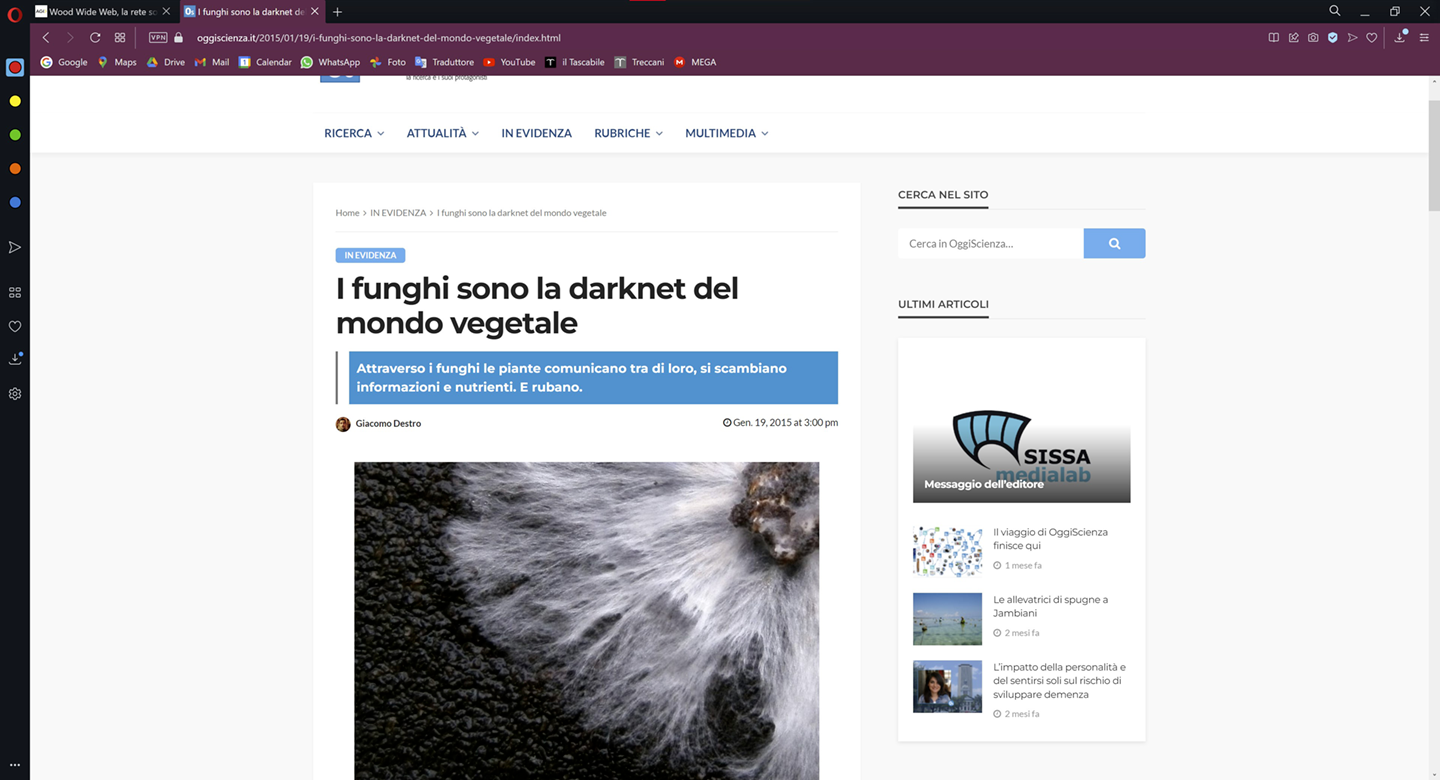 Wood Wide Web, la rete so
I funghi sono la darknet de
VPN
oggiscienza.it/2015/01/19/i-funghi-sono-la-darknet-del-mondo-vegetale/index.html
Google Maps Drive Mail Calendar WhatsApp Foto Traduttore YouTube il Tascabile Treccani MEGA
la ricerca e i suoi protagonisti
RICERCA ATTUALITÀ IN EVIDENZA RUBRICHE MULTIMEDIA
Home > IN EVIDENZA > I funghi sono la darknet del mondo vegetale
IN EVIDENZA
I funghi sono la darknet del
mondo vegetale
Attraverso i funghi le piante comunicano tra di loro, si scambiano
informazioni e nutrienti. E rubano.
Giacomo Destro
Gen. 19, 2015 at 3:00 pm
CERCA NEL SITO
Cerca in OggiScienza...
ULTIMI ARTICOLI
SISSA
medialab
Messaggio dell'editore
Il viaggio di OggiScienza
finisce qui
1 mese fa
Le allevatrici di spugne a
Jambiani
2 mesi fa
L'impatto della personalità e
del sentirsi soli sul rischio di
sviluppare demenza
2 mesi fa